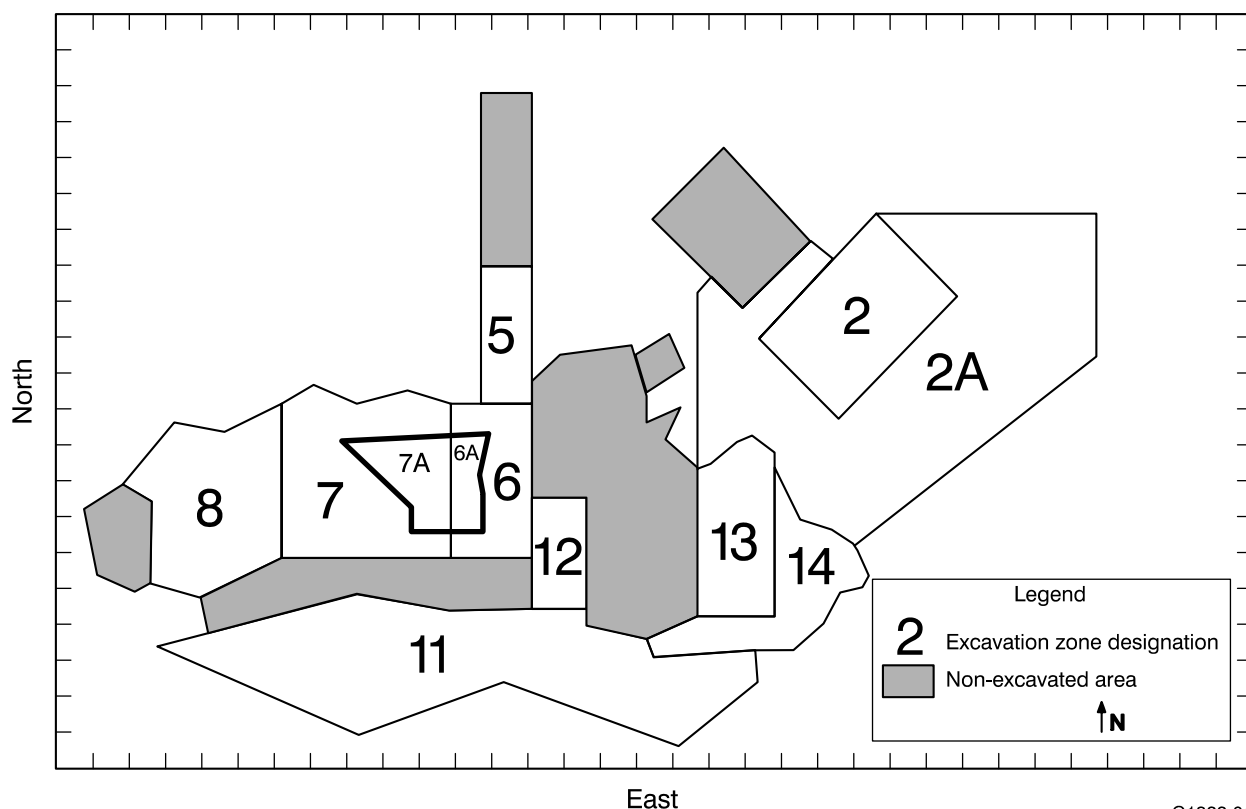 North
5
2
2A
7A
6A
7
6
8
12
13
14
11
Legend
2 Excavation zone designation
Non-excavated area
N
East